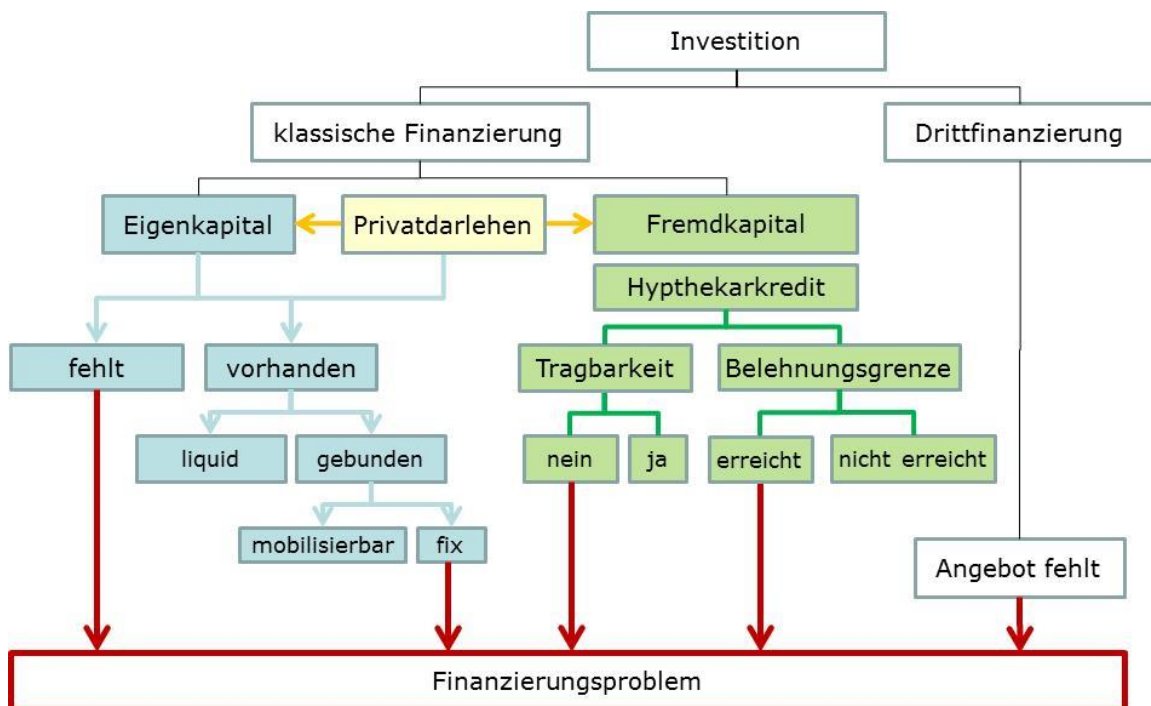 Investition
klassische Finanzierung
Drittfinanzierung
Eigenkapital
Privatdarlehen
Fremdkapital
Hypthekarkredit
fehlt
vorhanden
Tragbarkeit
Belehnungsgrenze
liquid
gebunden
nein
ja
erreicht
nicht erreicht
mobilisierbar
fix
Angebot fehlt
Finanzierungsproblem